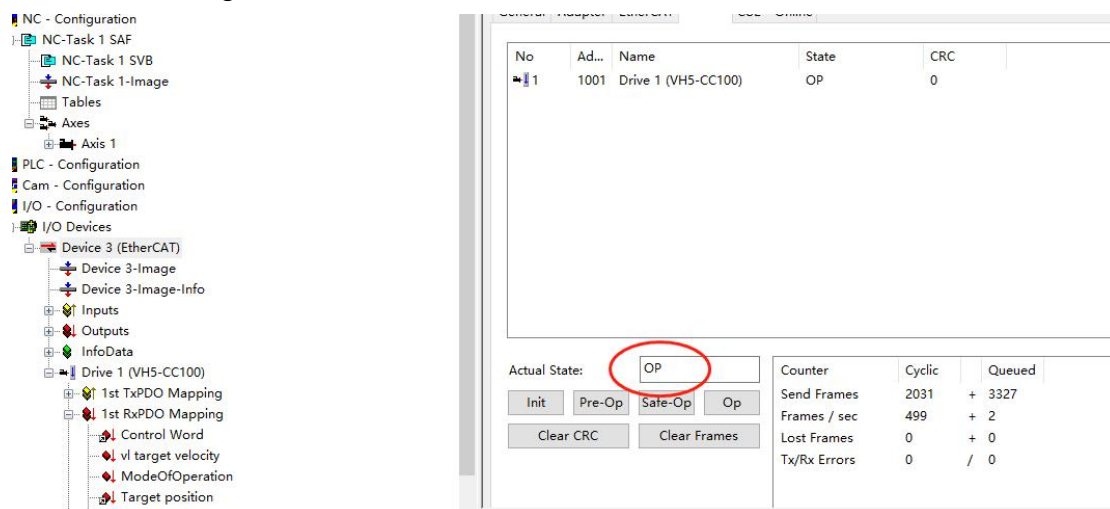 NC - Configuration
NC-Task 1 SAF
NC-Task 1 SVB
NC-Task 1-Image
Tables
Axes
Axis 1
PLC - Configuration
Cam - Configuration
I/O - Configuration
I/O Devices
Device 3 (EtherCAT)
Device 3-Image
Device 3-Image-Info
Inputs
Outputs
InfoData
Drive 1 (VH5-CC100)
1st TxPDO Mapping
1st RxPDO Mapping
Control Word
vl target velocity
ModeOfOperation
Target position
General Adapter EtherCAT Online CoE - Online
No Ad... Name State CRC
1 1001 Drive 1 (VH5-CC100) OP 0
Actual State: OP
Init Pre-Op Safe-Op Op
Clear CRC Clear Frames
Counter Cyclic Queued
Send Frames 2031 + 3327
Frames / sec 499 + 2
Lost Frames 0 + 0
Tx/Rx Errors 0 / 0